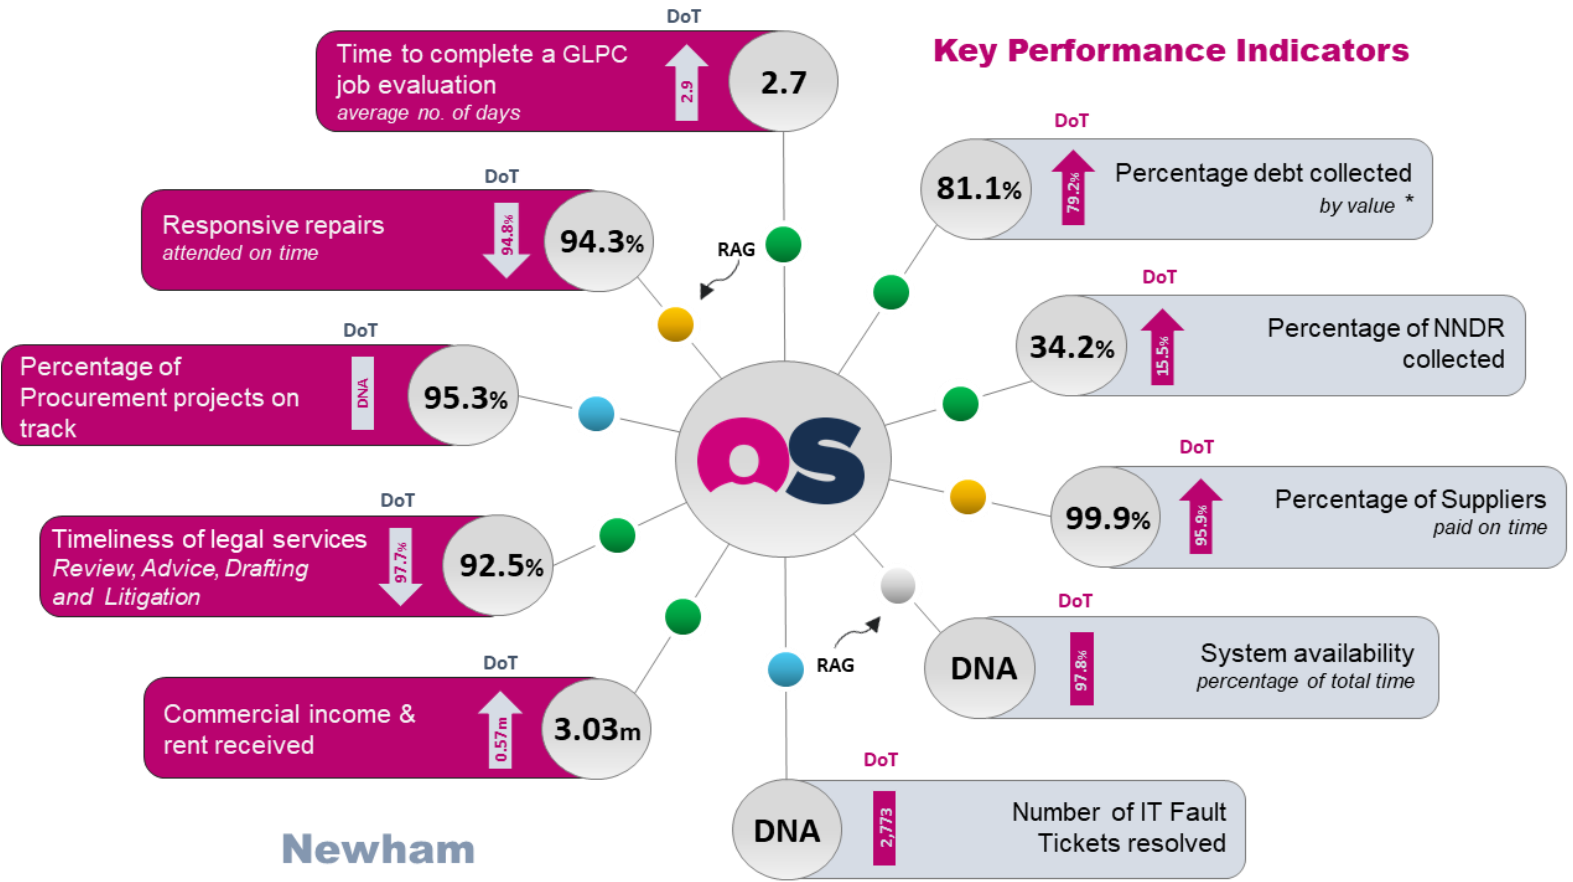 Key Performance Indicators
DoT
Time to complete a GLPC
job evaluation
average no. of days
2.9
2.7
DoT
81.1%
79.2%
Percentage debt collected
by value *
DoT
Responsive repairs
attended on time
94.8%
94.3%
RAG
DoT
34.2%
15.5%
Percentage of NNDR
collected
DoT
Percentage of
Procurement projects on
track
DNA
95.3%
OS
DoT
99.9%
95.9%
Percentage of Suppliers
paid on time
DoT
Timeliness of legal services
Review, Advice, Drafting
and Litigation
97.7%
92.5%
DoT
DNA
97.8%
System availability
percentage of total time
RAG
DoT
Commercial income &
rent received
0.57m
3.03m
DoT
DNA
2,773
Number of IT Fault
Tickets resolved
Newham